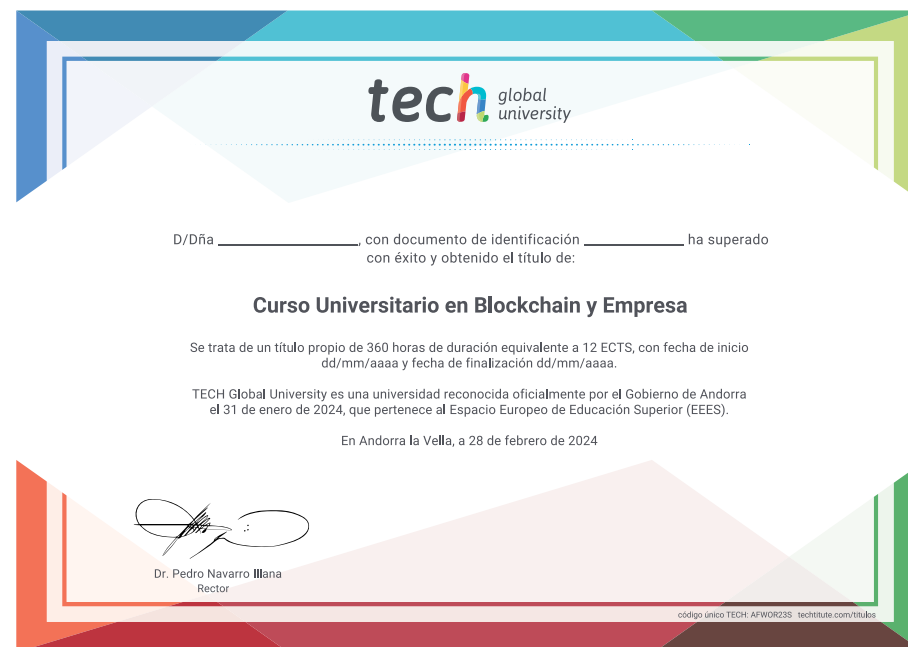 tech global university
D/Dña ____________________, con documento de identificación ______________ ha superado
con éxito y obtenido el título de:
Curso Universitario en Blockchain y Empresa
Se trata de un título propio de 360 horas de duración equivalente a 12 ECTS, con fecha de inicio
dd/mm/aaaa y fecha de finalización dd/mm/aaaa.
TECH Global University es una universidad reconocida oficialmente por el Gobierno de Andorra
el 31 de enero de 2024, que pertenece al Espacio Europeo de Educación Superior (EEES).
En Andorra la Vella, a 28 de febrero de 2024
Dr. Pedro Navarro Illana
Rector
código único TECH: AFWOR23S techtitute.com/titulos